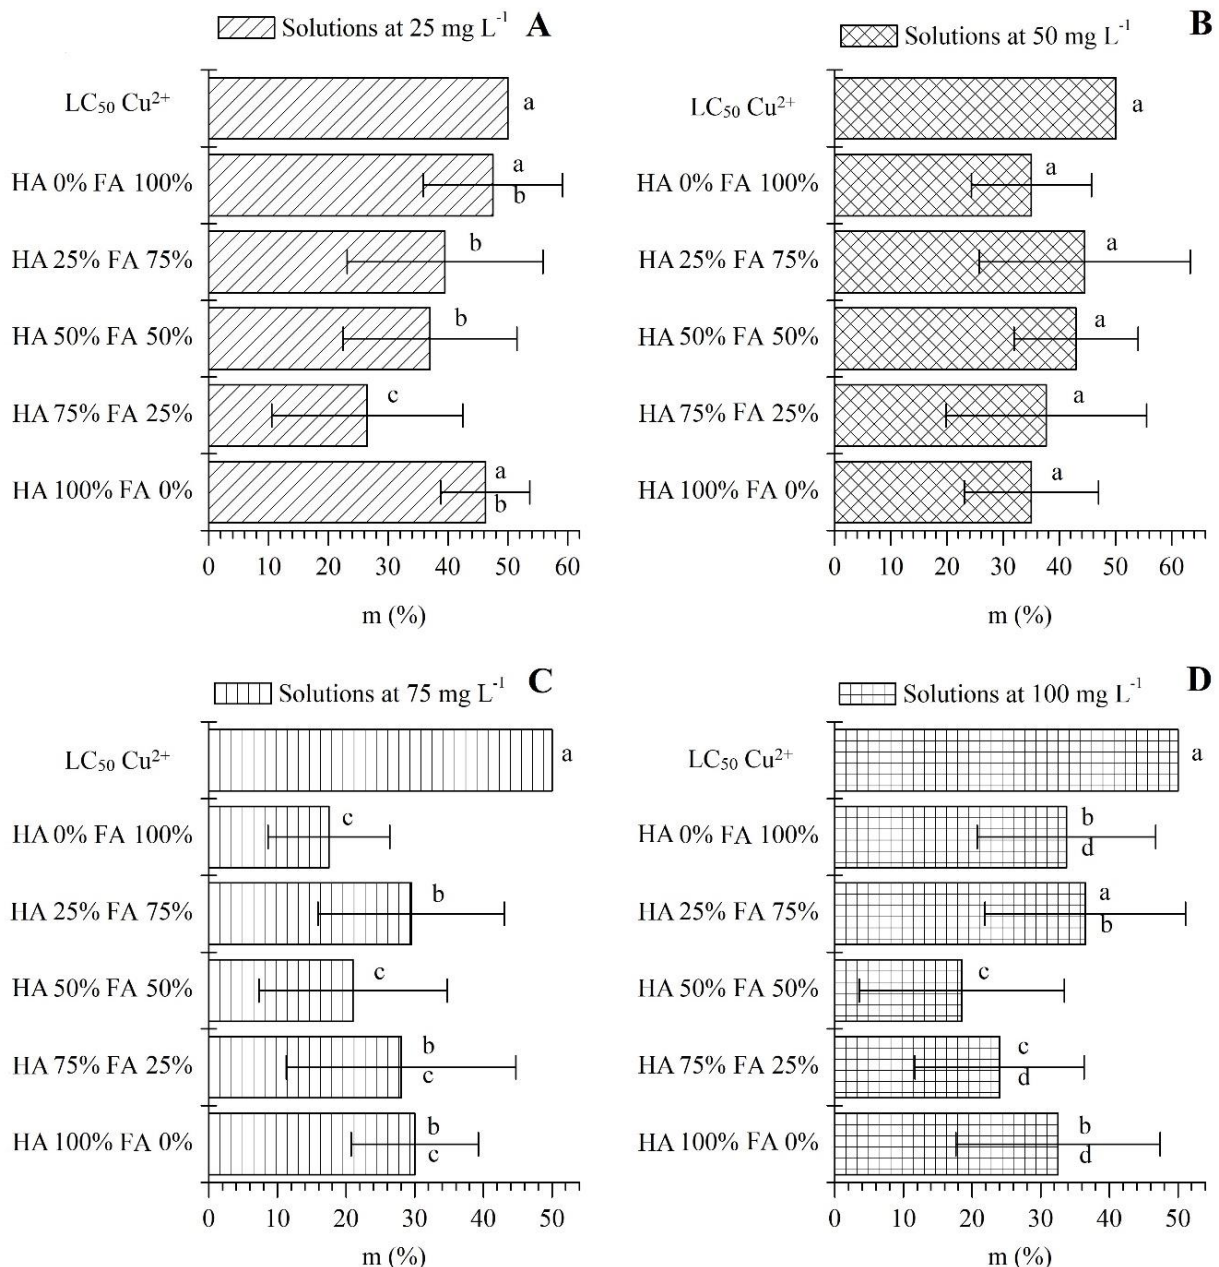 Solutions at 25 mg L⁻¹ A
LC₅₀ Cu²⁺ a
HA 0% FA 100% a
b
HA 25% FA 75% b
HA 50% FA 50% b
HA 75% FA 25% c
HA 100% FA 0% a
b
0 10 20 30 40 50 60
m (%)
Solutions at 50 mg L⁻¹ B
LC₅₀ Cu²⁺ a
HA 0% FA 100% a
HA 25% FA 75% a
HA 50% FA 50% a
HA 75% FA 25% a
HA 100% FA 0% a
0 10 20 30 40 50 60
m (%)
Solutions at 75 mg L⁻¹ C
LC₅₀ Cu²⁺ a
HA 0% FA 100% c
HA 25% FA 75% b
HA 50% FA 50% c
HA 75% FA 25% b
c
HA 100% FA 0% b
c
0 10 20 30 40 50
m (%)
Solutions at 100 mg L⁻¹ D
LC₅₀ Cu²⁺ a
HA 0% FA 100% b
d
HA 25% FA 75% a
b
HA 50% FA 50% c
HA 75% FA 25% c
d
HA 100% FA 0% b
d
0 10 20 30 40 50
m (%)